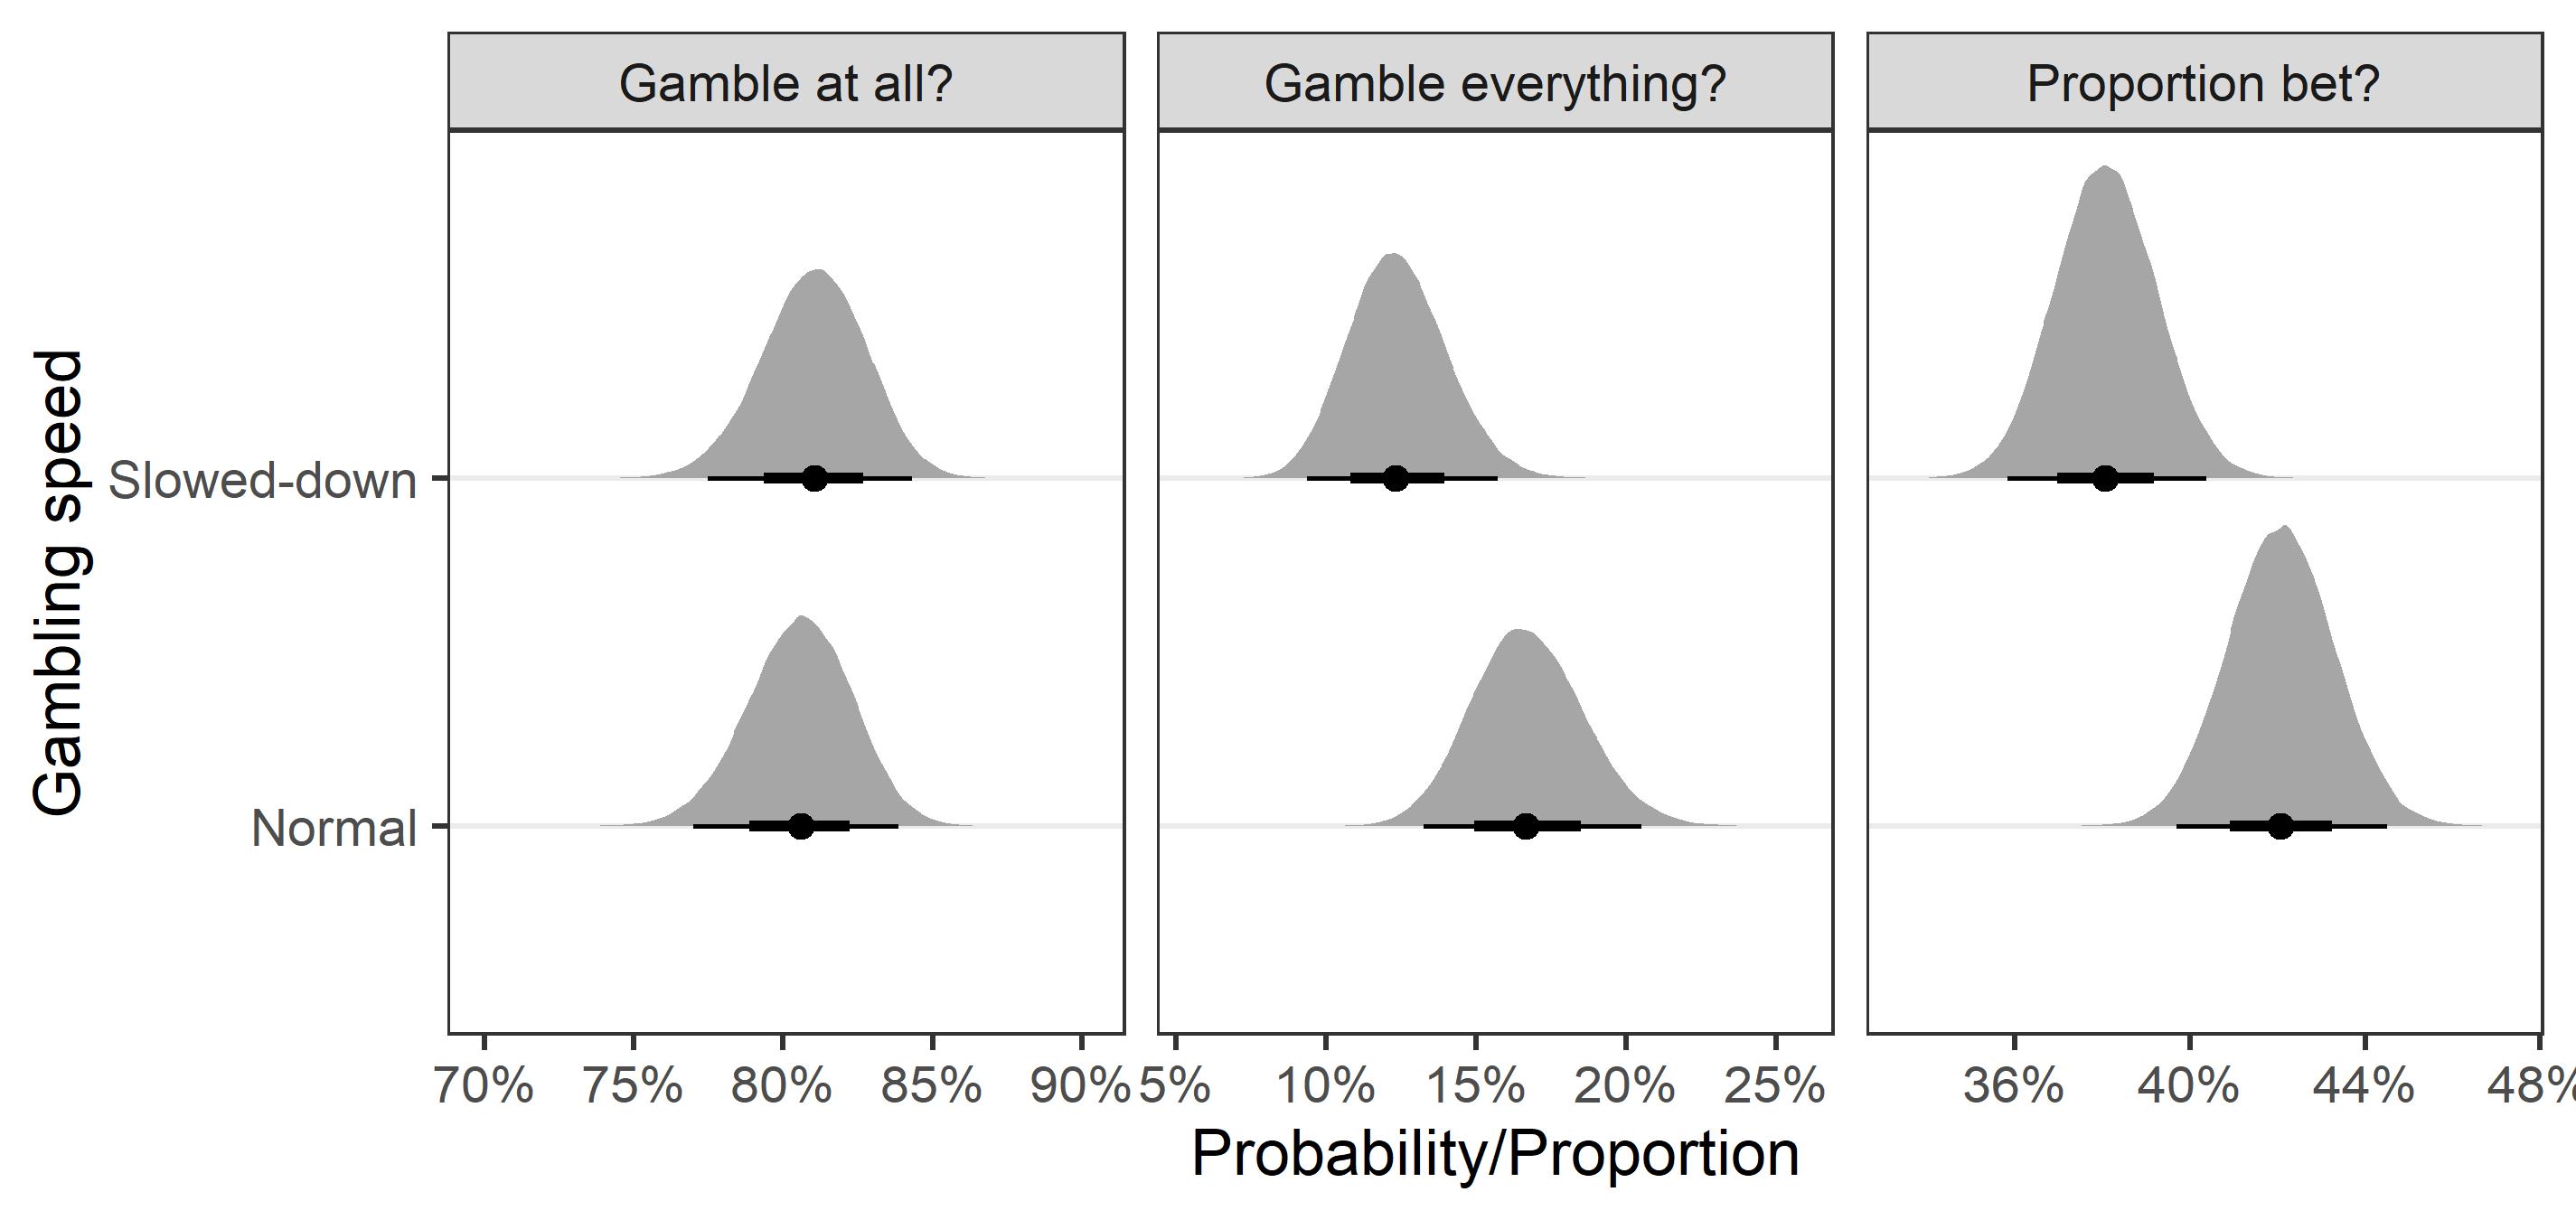 Gamble at all?
Gamble everything?
Proportion bet?
Gambling speed
Slowed-down
Normal
70% 75% 80% 85% 90% 5% 10% 15% 20% 25% 36% 40% 44% 48%
Probability/Proportion